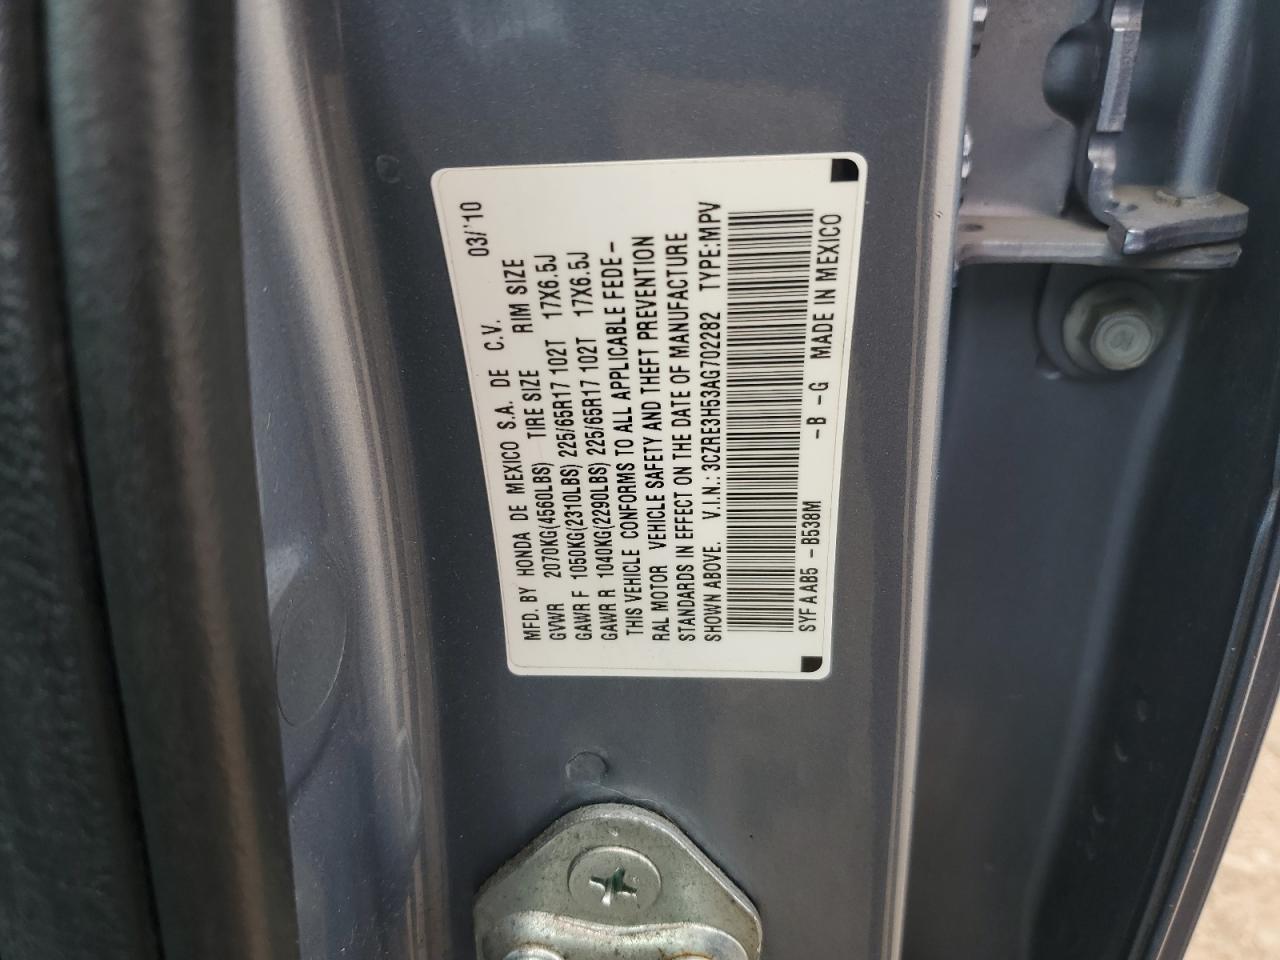 03/'10
MFD. BY HONDA DE MEXICO S.A. DE C.V.
GVWR 2070KG(4560LBS) TIRE SIZE RIM SIZE
GAWR F 1050KG(2310LBS) 225/65R17 102T 17X6.5J
GAWR R 1040KG(2290LBS) 225/65R17 102T 17X6.5J
THIS VEHICLE CONFORMS TO ALL APPLICABLE FEDE-
RAL MOTOR VEHICLE SAFETY AND THEFT PREVENTION
STANDARDS IN EFFECT ON THE DATE OF MANUFACTURE
SHOWN ABOVE. V.I.N.: 3CZRE3H53AG702282 TYPE:MPV
SYF AAB5 -B538M -B -G MADE IN MEXICO